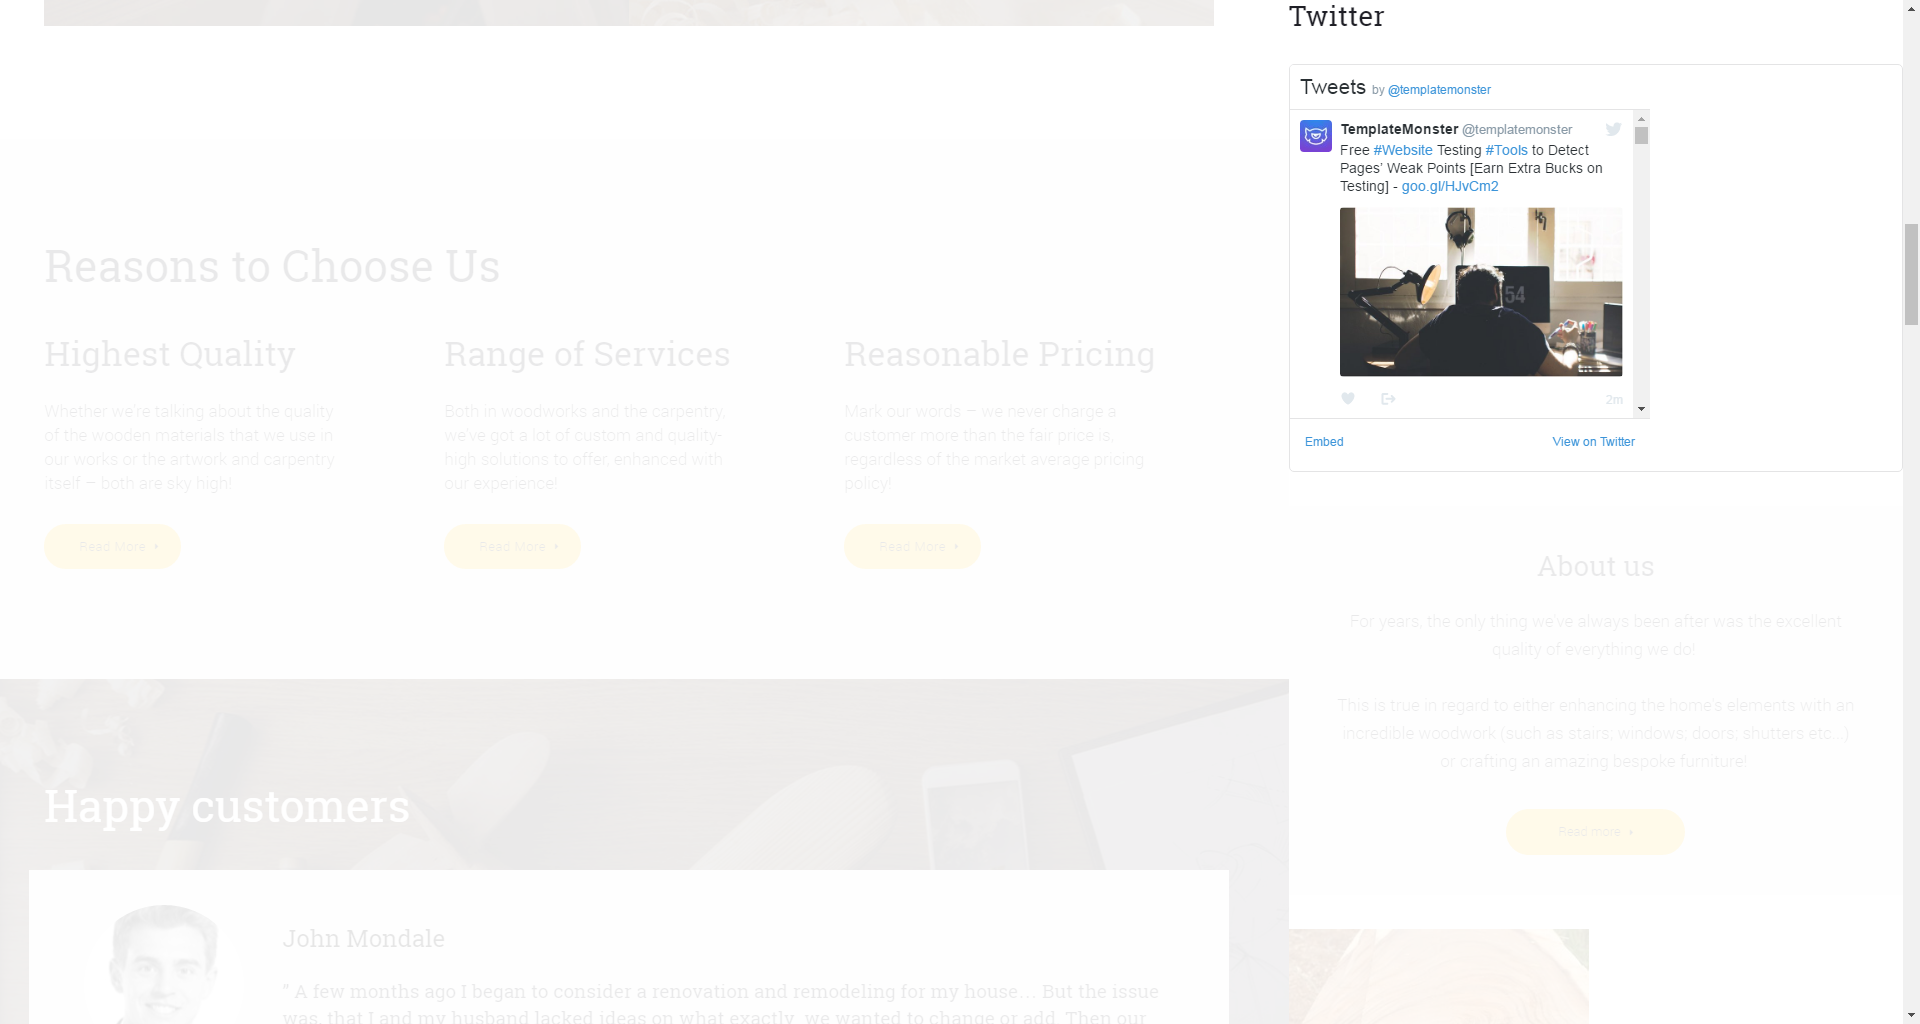 Twitter
Tweets by @templatemonster
TemplateMonster @templatemonster
Free #Website Testing #Tools to Detect
Pages' Weak Points [Earn Extra Bucks on
Testing] - goo.gl/HJvCm2
54
2m
Embed
View on Twitter
Reasons to Choose Us
Highest Quality
Whether we're talking about the quality
of the wooden materials that we use in
our works or the artwork and carpentry
itself – both are sky high!
Read More
Range of Services
Both in woodworks and the carpentry,
we've got a lot of custom and quality-
high solutions to offer, enhanced with
our experience!
Read More
Reasonable Pricing
Mark our words – we never charge a
customer more than the fair price is,
regardless of the market average pricing
policy!
Read More
About us
For years, the only thing we've always been after was the excellent
quality of everything we do!
This is true in regard to either enhancing the home's elements with an
incredible woodwork (such as stairs; windows; doors; shutters etc...)
or crafting an amazing bespoke furniture!
Read more
Happy customers
John Mondale
“ A few months ago I began to consider a renovation and remodeling for my house… But the issue
was, that I and my husband lacked ideas on what exactly, we wanted to change or add. Then our